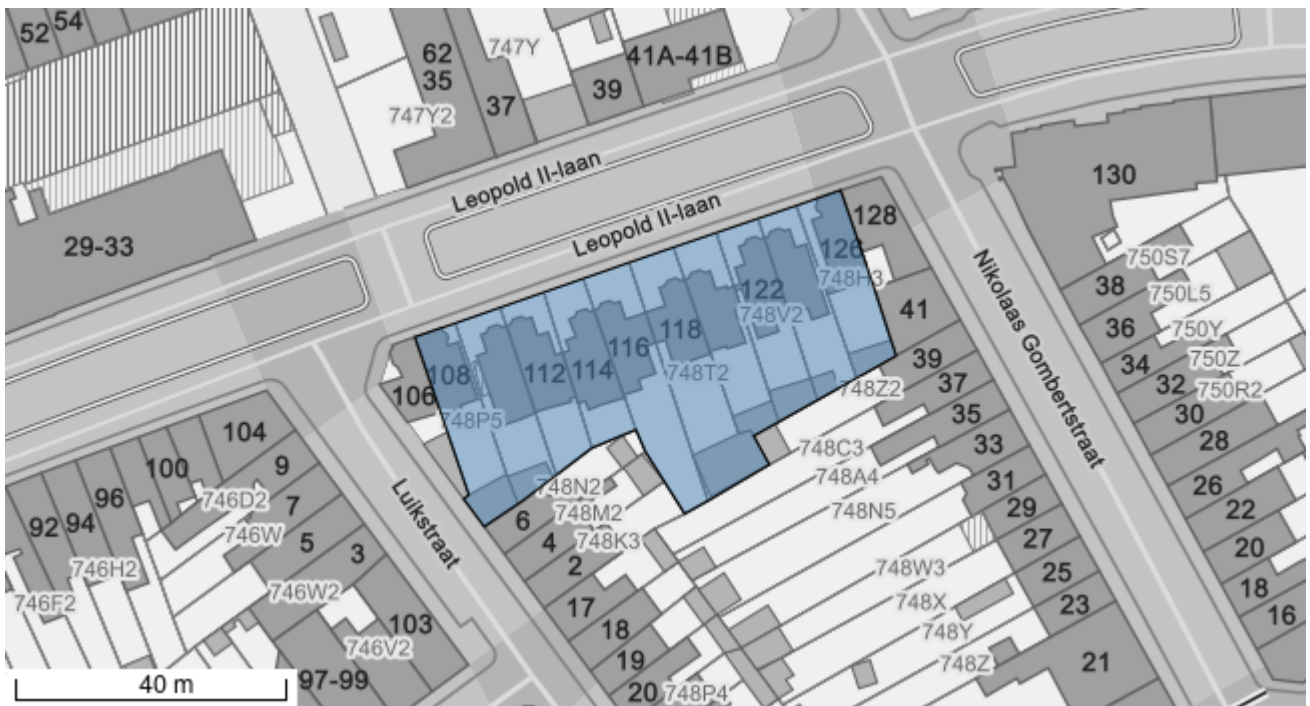 52
54
62
35
747Y
37
39
41A-41B
747Y2
Leopold II-laan
29-33
130
128
Leopold II-laan
126
748H3
122
748V2
118
116
114
112
108
748T2
748P5
106
Nikolaas Gombertstraat
750S7
38
750L5
36
750Y
34
750Z
32
750R2
30
28
26
22
20
18
16
41
39
37
35
33
31
29
27
25
23
21
748Z2
748C3
748A4
748N5
748W3
748X
748Y
748Z
104
100
9
96
746D2
7
94
92
746W
5
3
746H2
746W2
746F2
746V2
103
97-99
Luikstraat
748N2
6
748M2
4
748K3
2
17
18
19
20
748P4
40 m